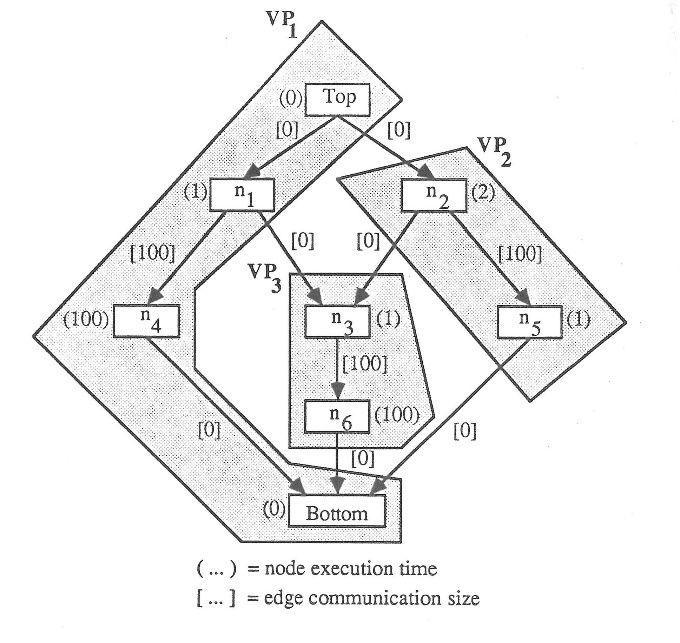 VP1
(0) Top
[0] [0]
VP2
(1) n1
n2 (2)
[100] [0] [0] [100]
VP3
(100) n4
n3 (1)
n5 (1)
[100]
n6 (100)
[0] [0]
[0]
(0) Bottom
(...) = node execution time
[...] = edge communication size